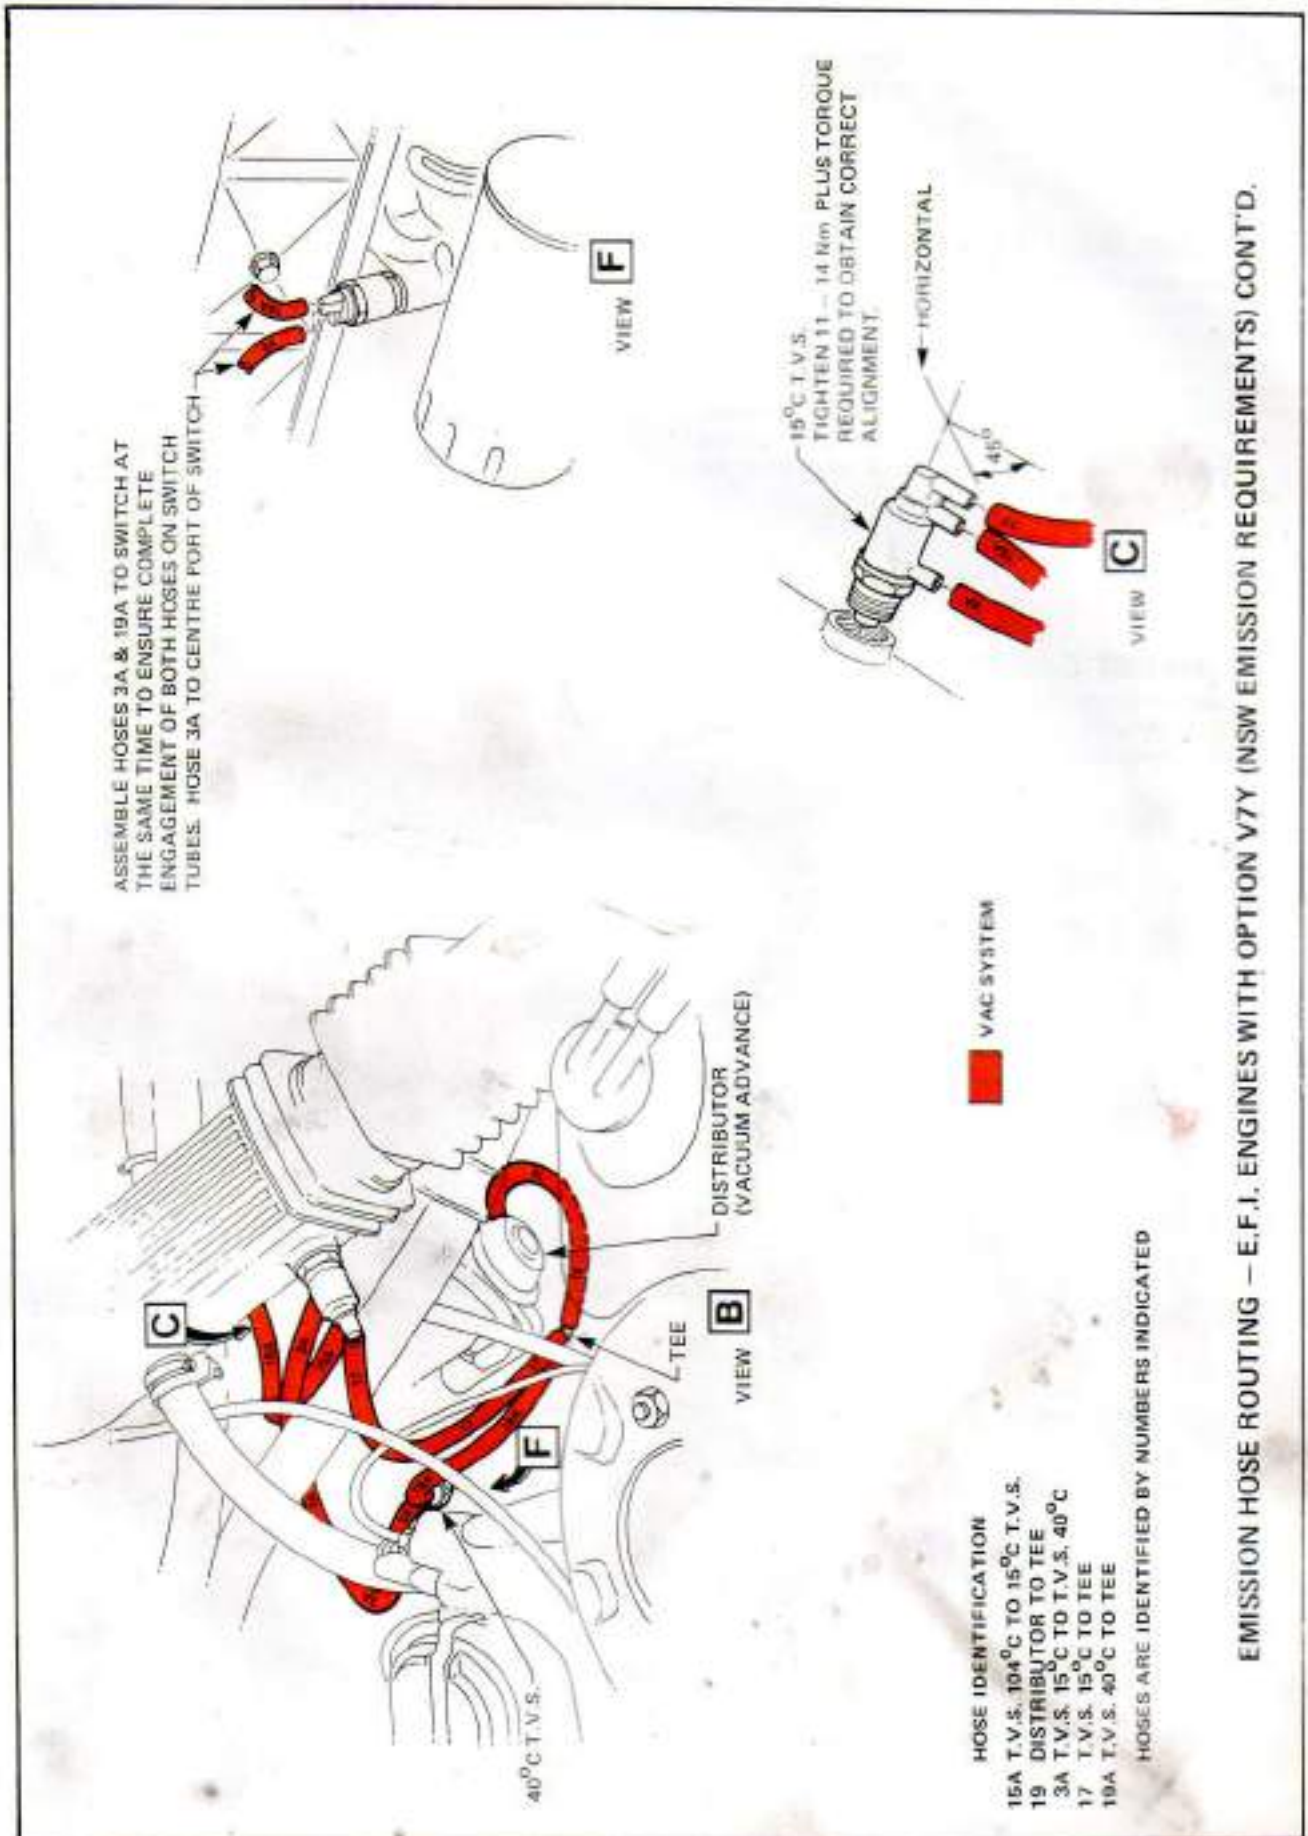 ASSEMBLE HOSES 3A & 19A TO SWITCH AT
THE SAME TIME TO ENSURE COMPLETE
ENGAGEMENT OF BOTH HOSES ON SWITCH
TUBES. HOSE 3A TO CENTRE PORT OF SWITCH
VIEW F
C
F
40°C T.V.S.
TEE
DISTRIBUTOR
(VACUUM ADVANCE)
VIEW B
15°C T.V.S.
TIGHTEN 11 – 14 Nm PLUS TORQUE
REQUIRED TO OBTAIN CORRECT
ALIGNMENT.
HORIZONTAL
45°
VIEW C
VAC SYSTEM
HOSE IDENTIFICATION
15A T.V.S. 104°C TO 15°C T.V.S.
19 DISTRIBUTOR TO TEE
3A T.V.S. 15°C TO T.V.S. 40°C
17 T.V.S. 15°C TO TEE
19A T.V.S. 40°C TO TEE
HOSES ARE IDENTIFIED BY NUMBERS INDICATED
EMISSION HOSE ROUTING – E.F.I. ENGINES WITH OPTION V7Y (NSW EMISSION REQUIREMENTS) CONT'D.